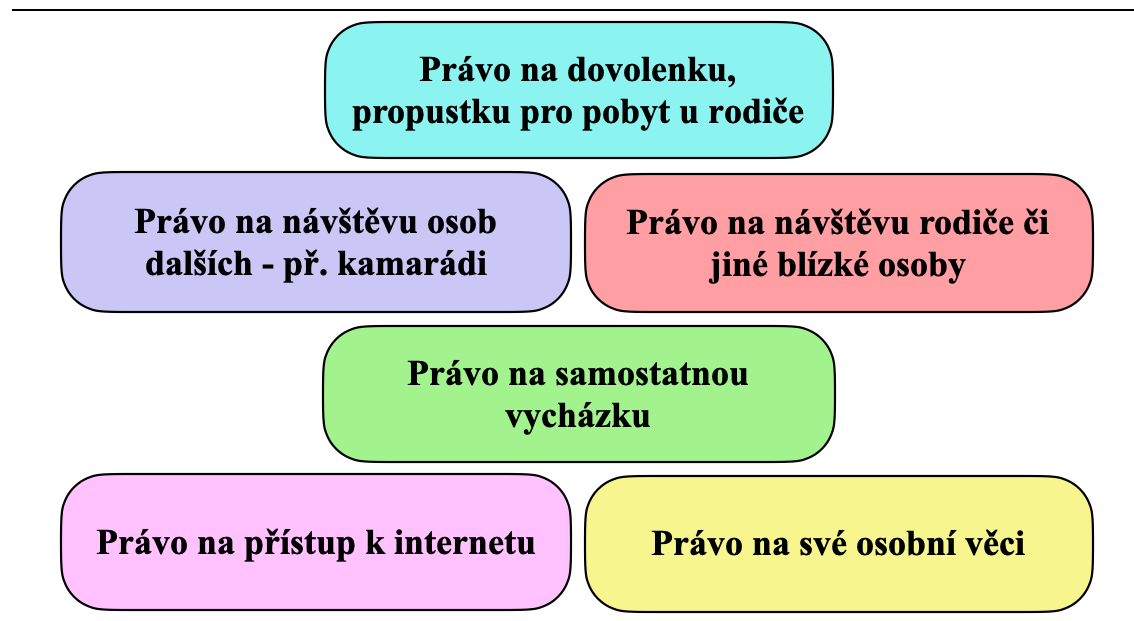 Právo na dovolenku,
propustku pro pobyt u rodiče
Právo na návštěvu osob
dalších - př. kamarádi
Právo na návštěvu rodiče či
jiné blízké osoby
Právo na samostatnou
vycházku
Právo na přístup k internetu
Právo na své osobní věci